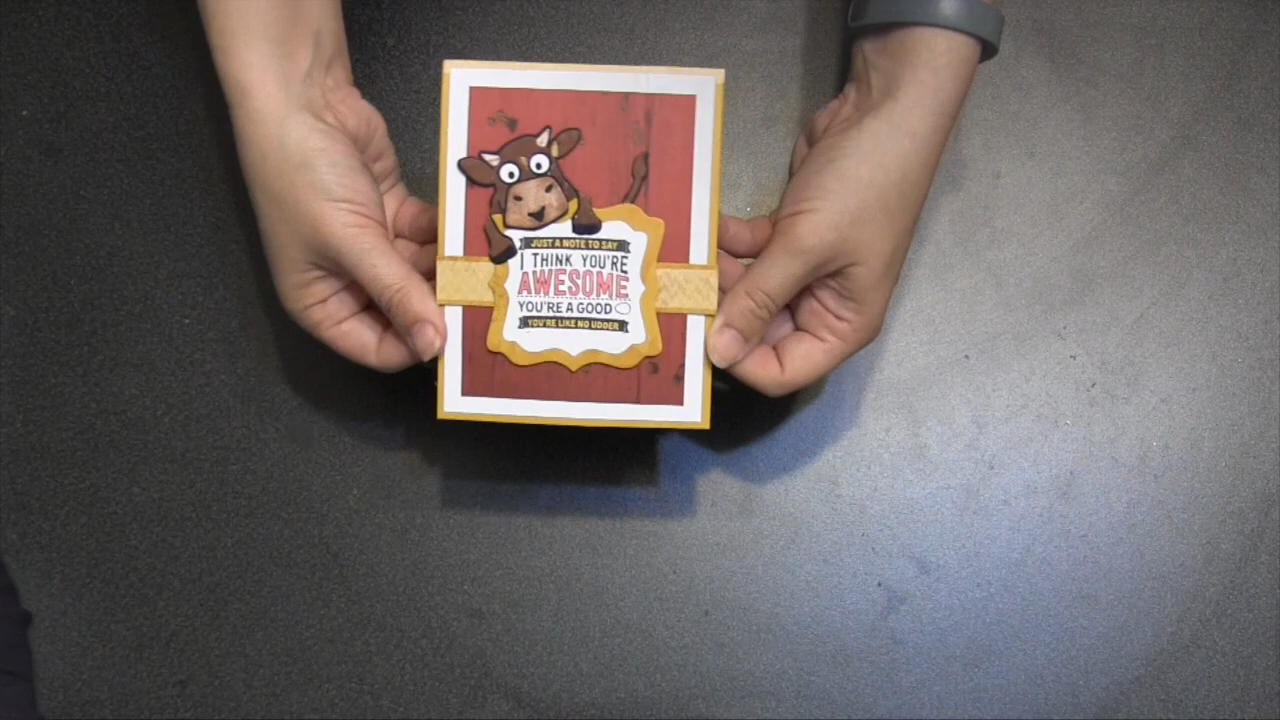 JUST A NOTE TO SAY
I THINK YOU'RE
AWESOME
YOU'RE A GOOD
YOU'RE LIKE NO UDDER